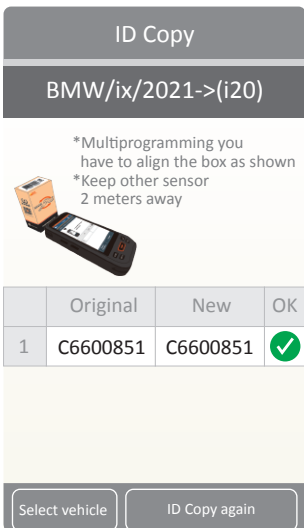 ID Copy
BMW/ix/2021->(i20)
*Multiprogramming you
have to align the box as shown
*Keep other sensor
2 meters away
Original New OK
1 C6600851 C6600851
Select vehicle ID Copy again